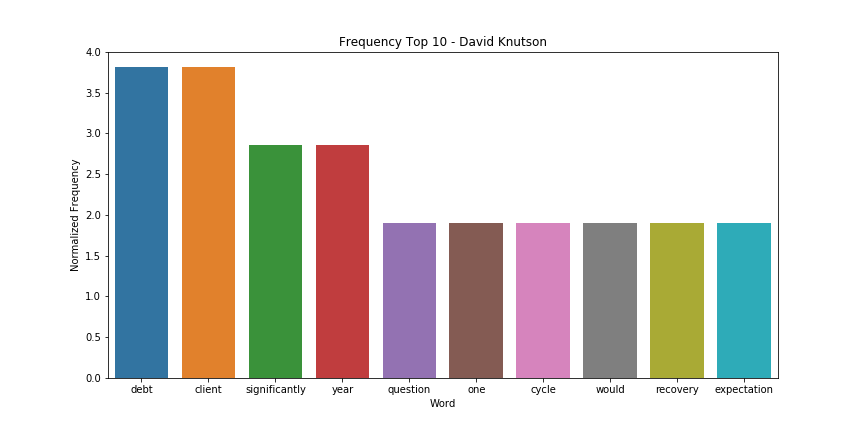 Frequency Top 10 - David Knutson
4.0
3.5
3.0
2.5
2.0
1.5
1.0
0.5
0.0
Normalized Frequency
debt client significantly year question one cycle would recovery expectation
Word